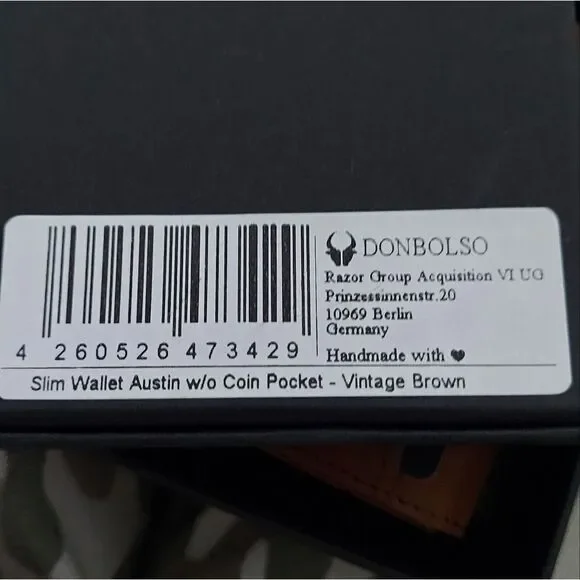 DONBOLSO
Razor Group Acquisition VI UG
Prinzessinnenstr.20
10969 Berlin
Germany
Handmade with ♥
4 260526 473429
Slim Wallet Austin w/o Coin Pocket - Vintage Brown